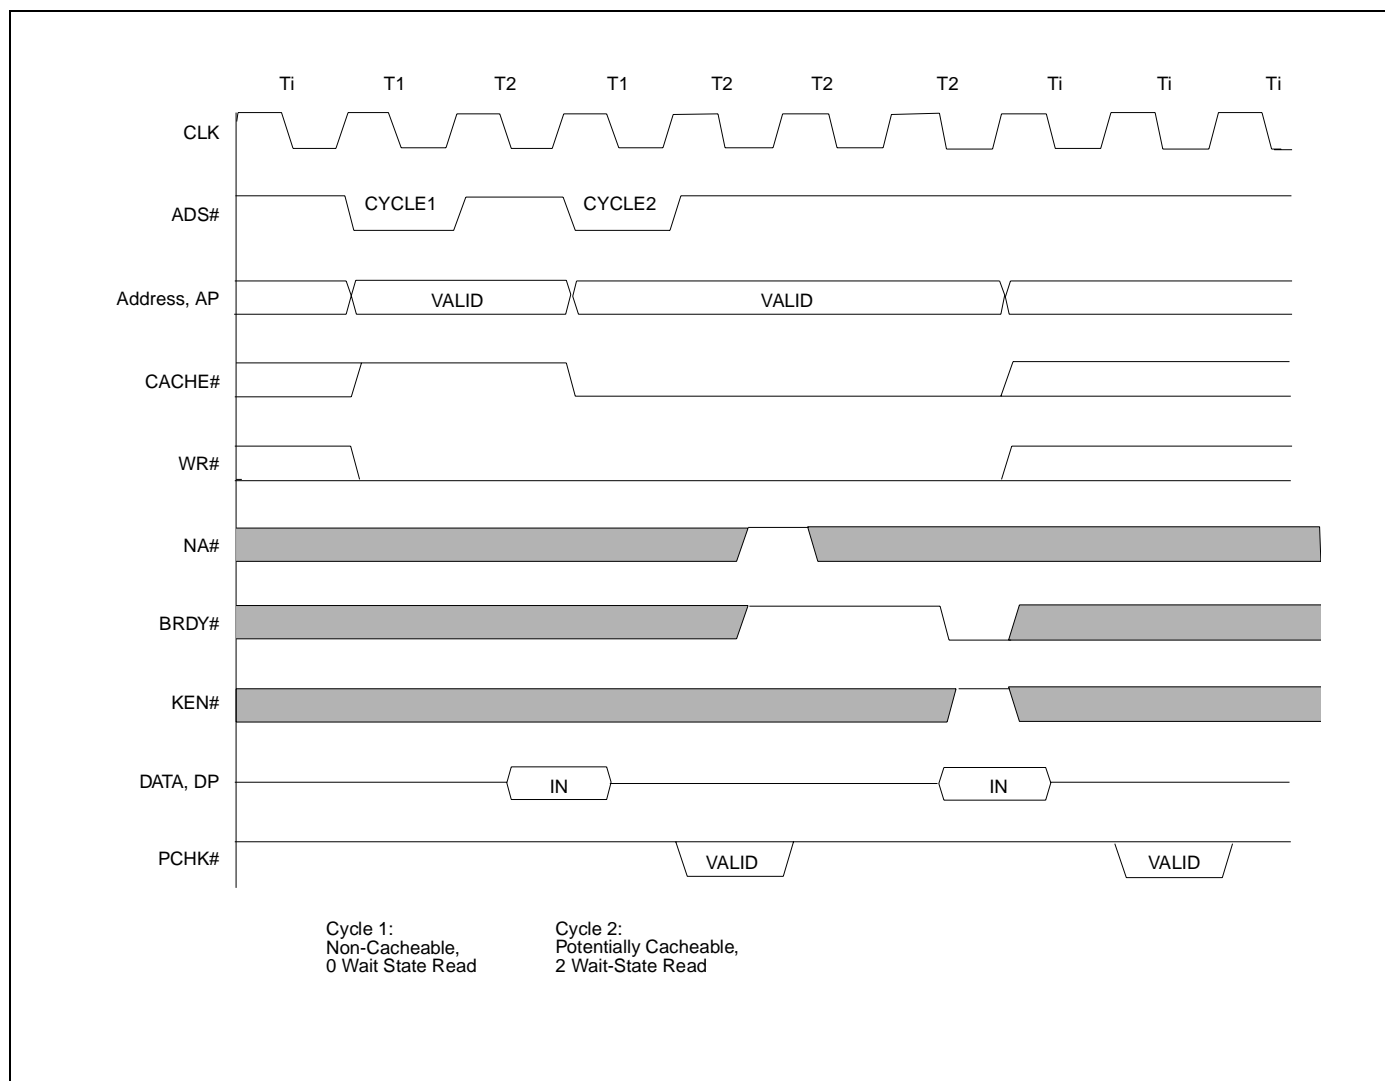 Ti T1 T2 T1 T2 T2 T2 Ti Ti Ti
CLK
ADS# CYCLE1 CYCLE2
Address, AP VALID VALID
CACHE#
WR#
NA#
BRDY#
KEN#
DATA, DP IN IN
PCHK# VALID VALID
Cycle 1:
Non-Cacheable,
0 Wait State Read
Cycle 2:
Potentially Cacheable,
2 Wait-State Read